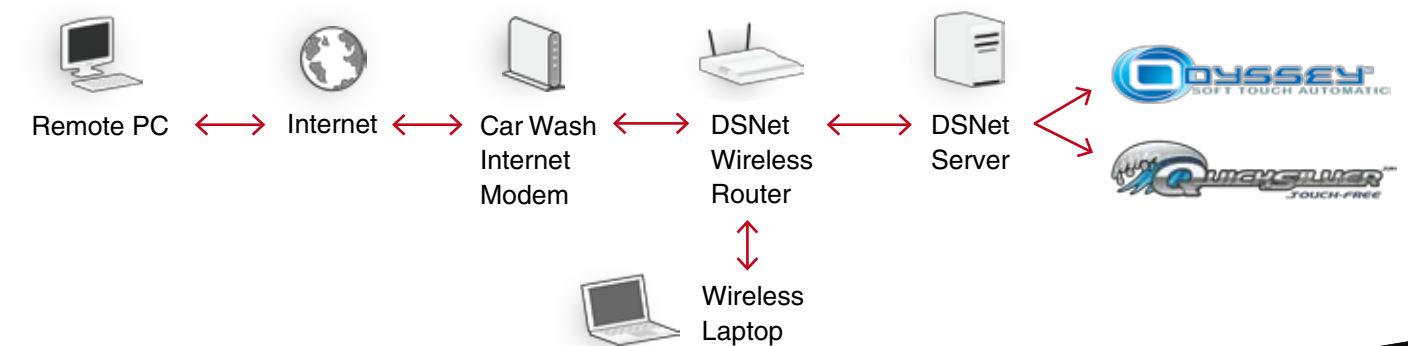 Remote PC
Internet
Car Wash
Internet
Modem
DSNet
Wireless
Router
DSNet
Server
ODYSSEY
SOFT TOUCH AUTOMATIC
QUICKSILVER
TOUCH-FREE
Wireless
Laptop